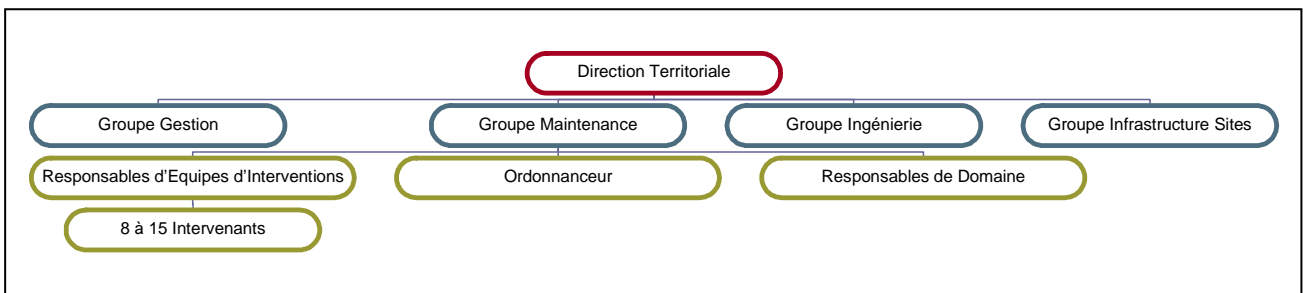 Direction Territoriale
Groupe Gestion
Groupe Maintenance
Groupe Ingénierie
Groupe Infrastructure Sites
Responsables d'Equipes d'Interventions
Ordonnanceur
Responsables de Domaine
8 à 15 Intervenants